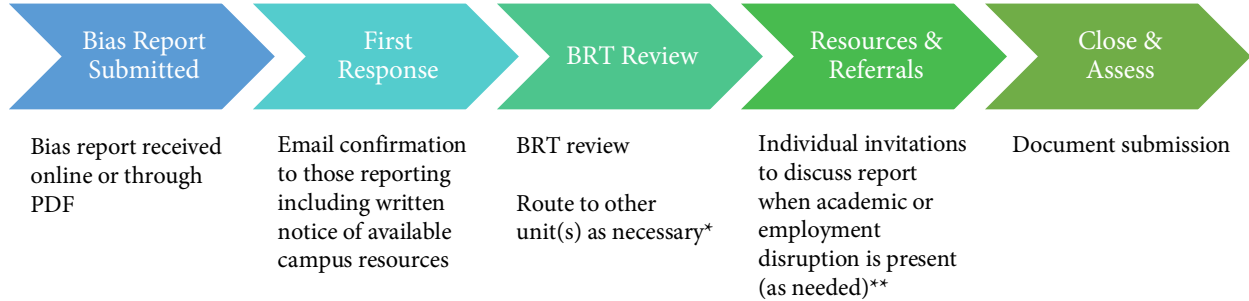 Bias Report
Submitted
First
Response
BRT Review
Resources &
Referrals
Close &
Assess
Bias report received
online or through
PDF
Email confirmation
to those reporting
including written
notice of available
campus resources
BRT review
Route to other
unit(s) as necessary*
Individual invitations
to discuss report
when academic or
employment
disruption is present
(as needed)**
Document submission